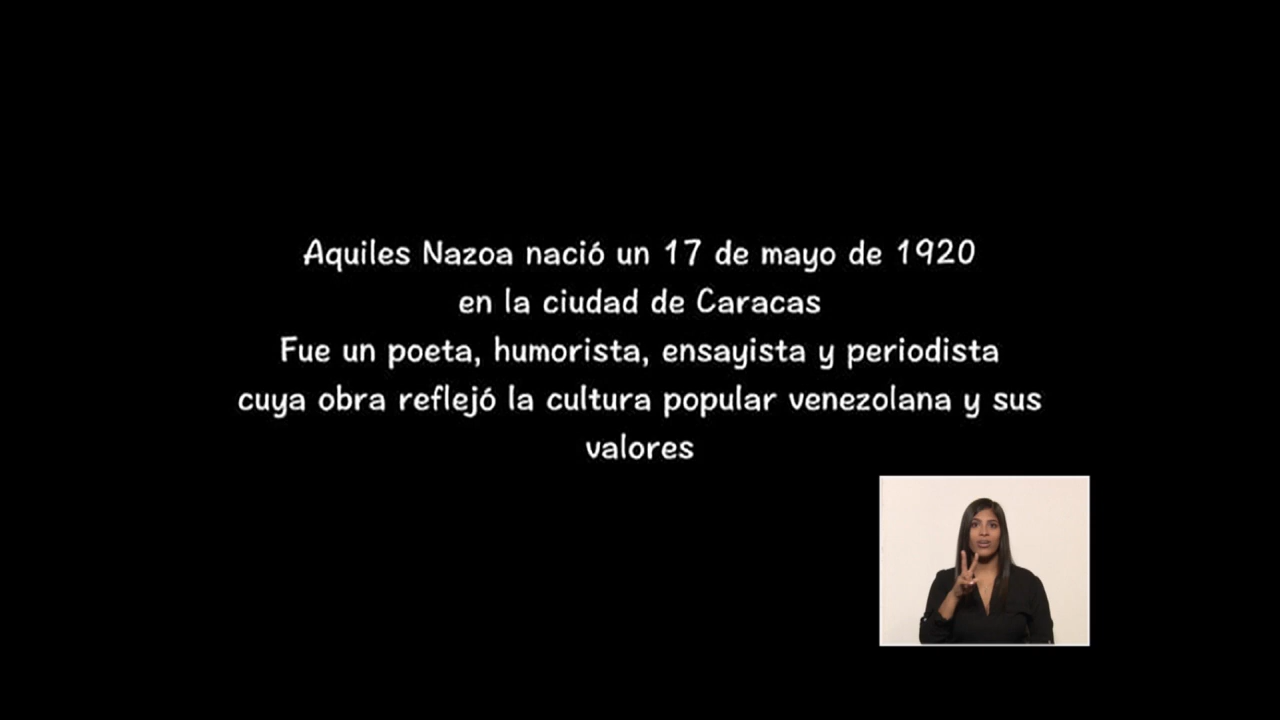 Aquiles Nazoa nació un 17 de mayo de 1920
en la ciudad de Caracas
Fue un poeta, humorista, ensayista y periodista
cuya obra reflejó la cultura popular venezolana y sus
valores